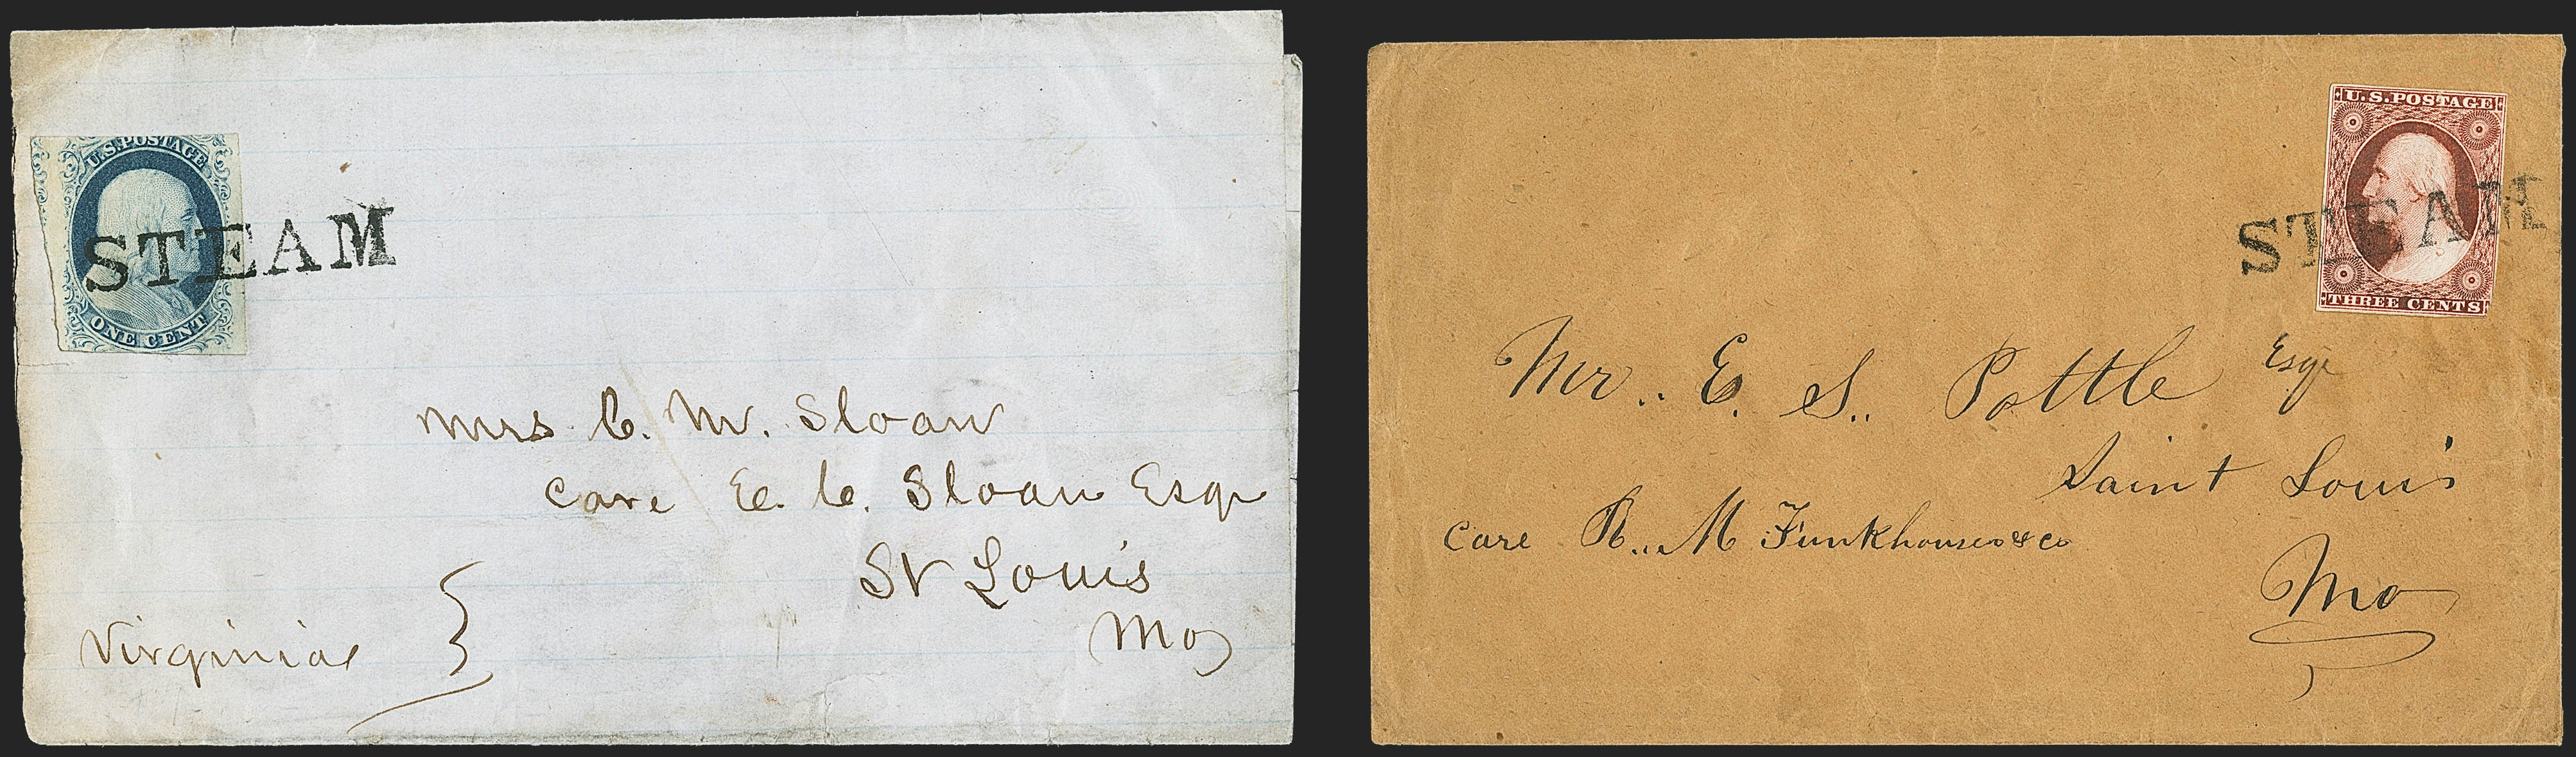 U.S. POSTAGE
ONE CENT
STEAM
Mrs C. M. Sloan
Care E. C. Sloan Esqr
St Louis
Mo
Virginia
U.S. POSTAGE
THREE CENTS
STEAM
Mr. E. S. Pottle Esqr
Saint Louis
Care R. M Funkhouser & Co
Mo